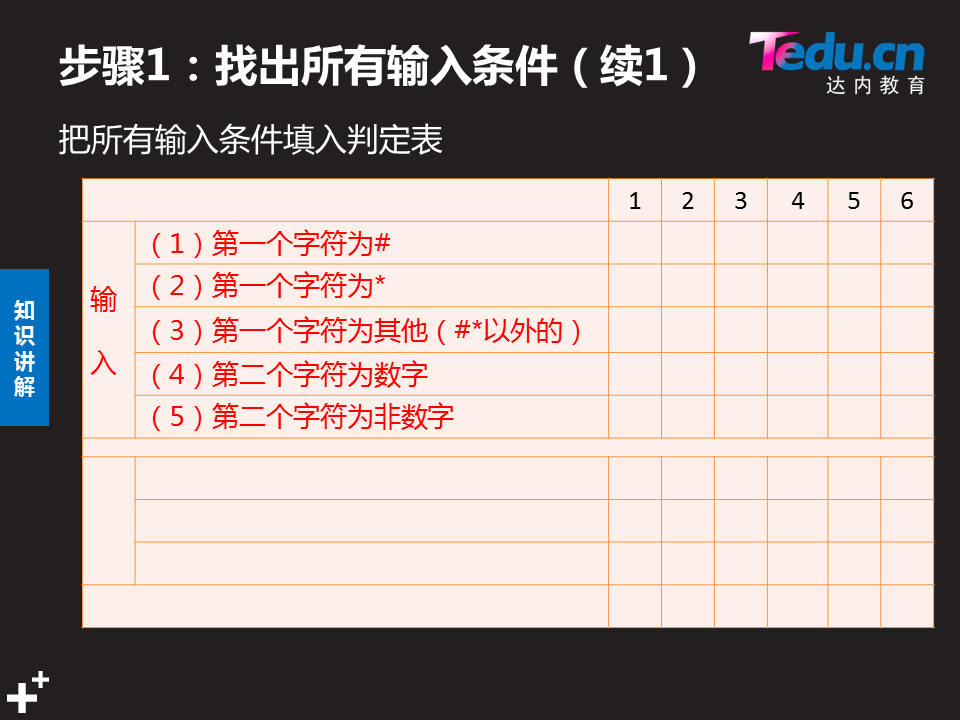 步骤1：找出所有输入条件（续1）
Tedu.cn
达内教育
把所有输入条件填入判定表
1 2 3 4 5 6
输入
（1）第一个字符为#
（2）第一个字符为*
（3）第一个字符为其他（#*以外的）
（4）第二个字符为数字
（5）第二个字符为非数字
知识讲解